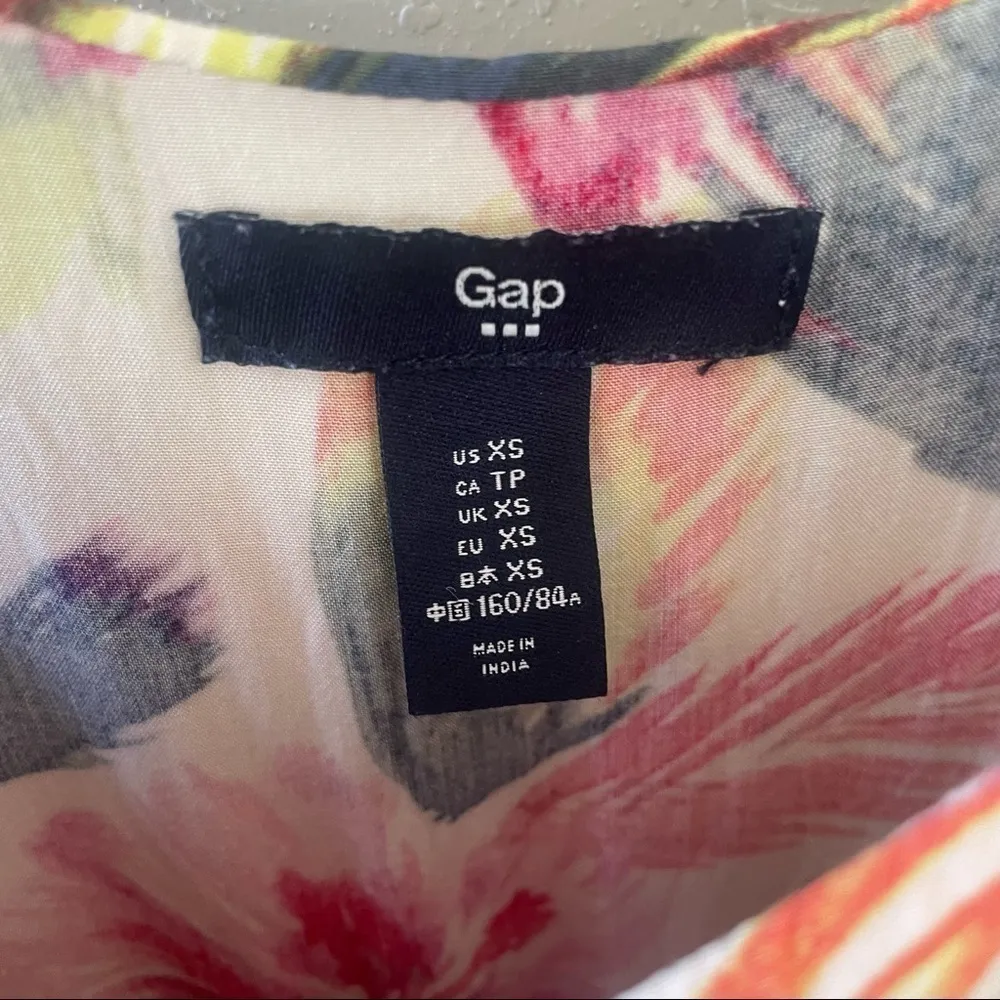 Gap
US XS
CA TP
UK XS
EU XS
日本 XS
中国 160/84A
MADE IN
INDIA